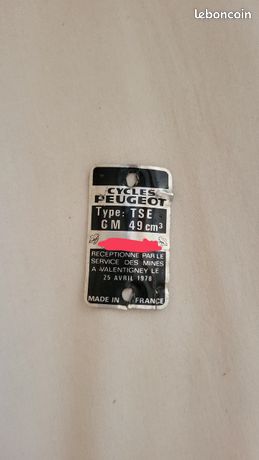 leboncoin
CYCLES
PEUGEOT
Type: TSE
GM 49 cm³
RECEPTIONNE PAR LE
SERVICE DES MINES
A VALENTIGNEY LE
25 AVRIL 1978
MADE IN FRANCE